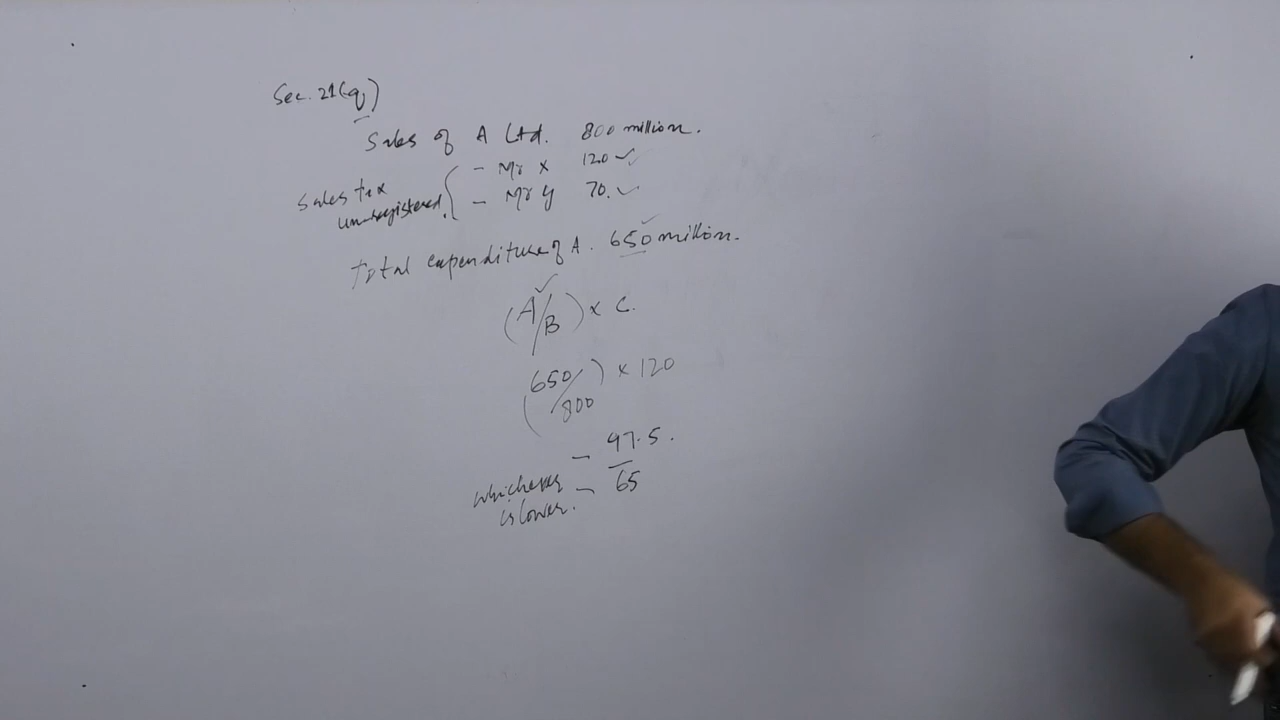 Sec. 21(q)
Sales of A Ltd. 800 million.
- Mr X 120 ✓
Sales tax
unregistered.
- Mr Y 70. ✓
Total expenditure of A. 650 million.
(A/B) × C.
(650/800) × 120
- 97.5.
whichever
is lower.
- 65